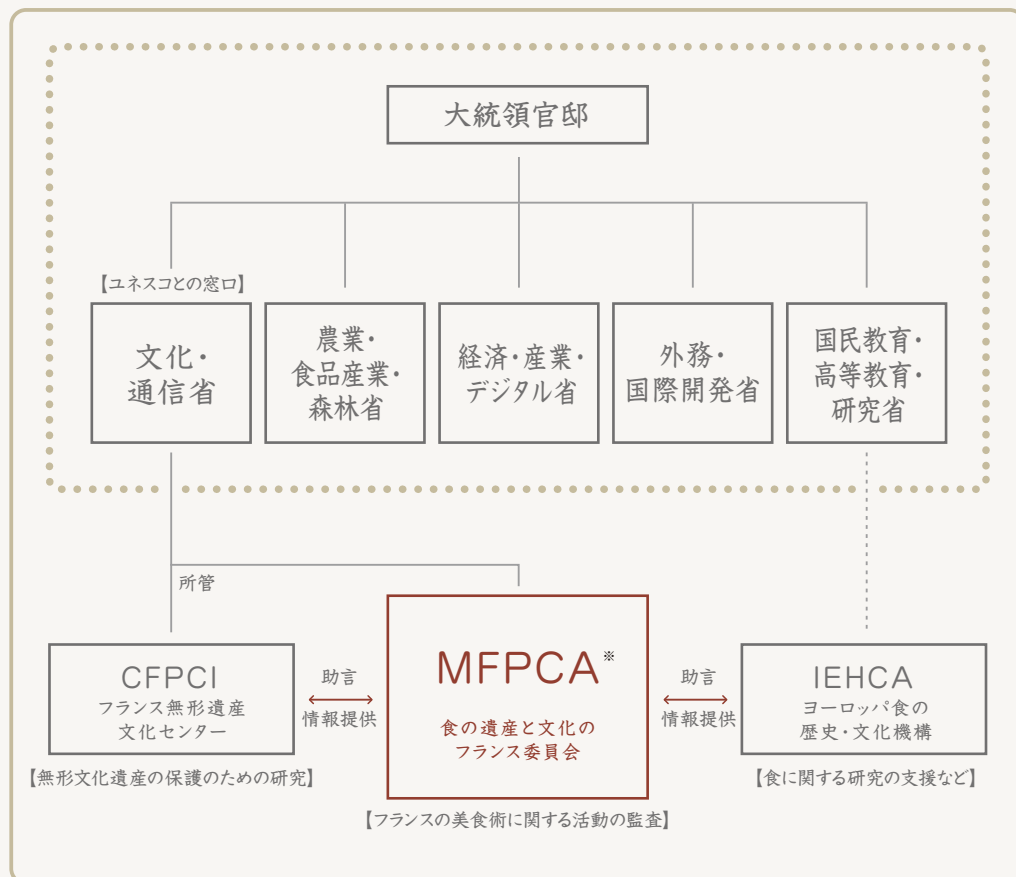 大統領官邸
【ユネスコとの窓口】
文化・
通信省
農業・
食品産業・
森林省
経済・産業・
デジタル省
外務・
国際開発省
国民教育・
高等教育・
研究省
所管
CFPCI
フランス無形遺産
文化センター
【無形文化遺産の保護のための研究】
助言
情報提供
MFPCA※
食の遺産と文化の
フランス委員会
【フランスの美食術に関する活動の監査】
助言
情報提供
IEHCA
ヨーロッパ食の
歴史・文化機構
【食に関する研究の支援など】